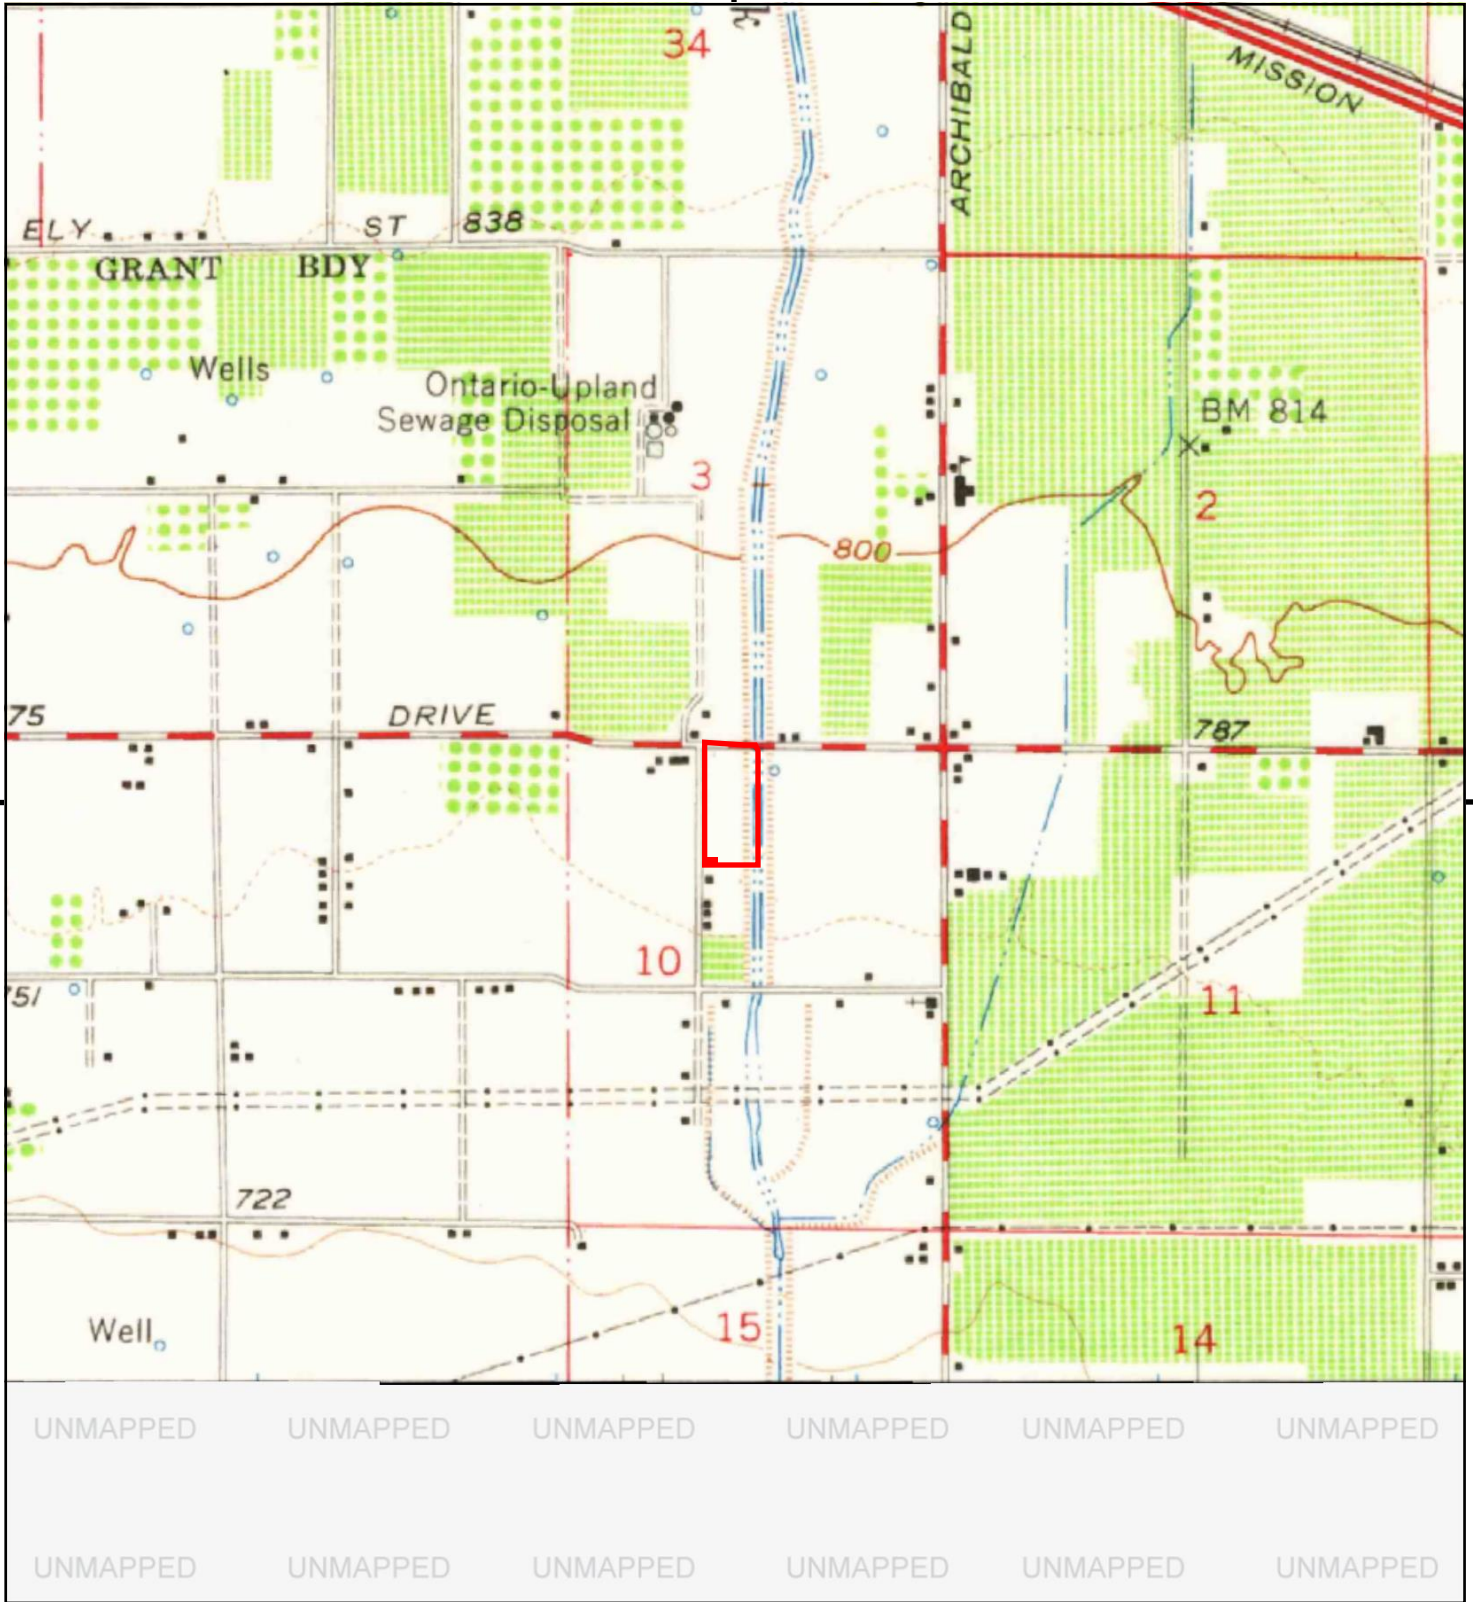 34
ARCHIBALD
MISSION
ELY ST 838
GRANT BDY
Wells
Ontario-Upland
Sewage Disposal
BM 814
3
2
800
75
DRIVE
787
10
751
11
722
Well
15
14
UNMAPPED UNMAPPED UNMAPPED UNMAPPED UNMAPPED UNMAPPED
UNMAPPED UNMAPPED UNMAPPED UNMAPPED UNMAPPED UNMAPPED